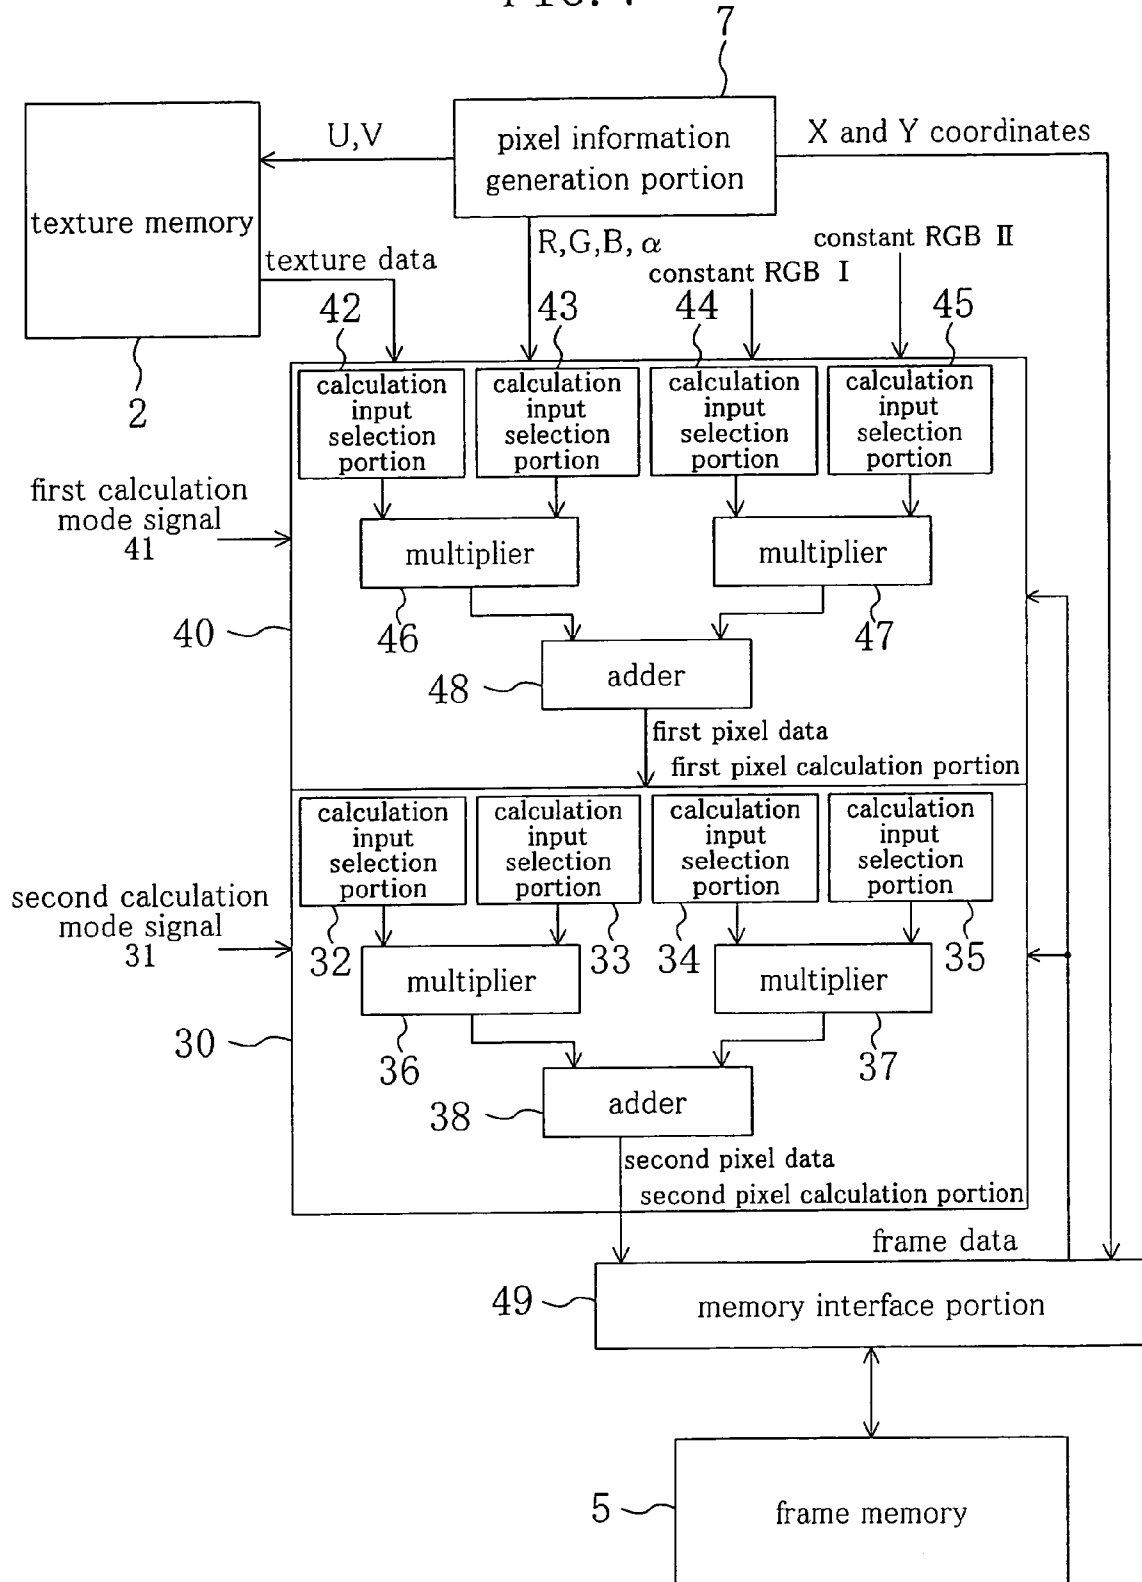 7
pixel information
generation portion
U,V
X and Y coordinates
texture memory
texture data
R,G,B, α
constant RGB Ⅰ
constant RGB Ⅱ
2
42
43
44
45
calculation
input
selection
portion
calculation
input
selection
portion
calculation
input
selection
portion
calculation
input
selection
portion
first calculation
mode signal
41
multiplier
multiplier
40
46
47
48
adder
first pixel data
first pixel calculation portion
calculation
input
selection
portion
calculation
input
selection
portion
calculation
input
selection
portion
calculation
input
selection
portion
second calculation
mode signal
31
32
33
34
35
multiplier
multiplier
30
36
37
38
adder
second pixel data
second pixel calculation portion
frame data
49
memory interface portion
5
frame memory